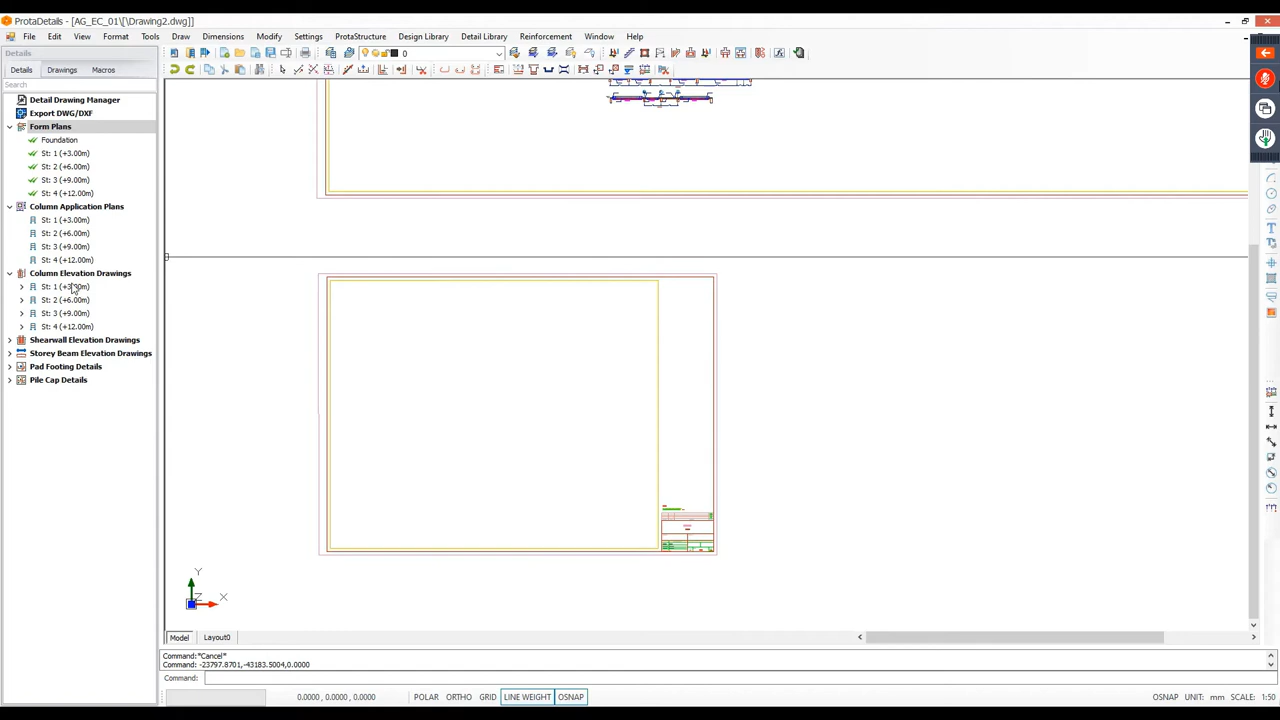 ProtaDetails - [AG_EC_01\[\Drawing2.dwg]]
File Edit View Format Tools Draw Dimensions Modify Settings ProtaStructure Design Library Detail Library Reinforcement Window Help
Details
0
Details Drawings Macros
Search
Detail Drawing Manager
Export DWG/DXF
Form Plans
Foundation
St: 1 (+3.00m)
St: 2 (+6.00m)
St: 3 (+9.00m)
St: 4 (+12.00m)
Column Application Plans
St: 1 (+3.00m)
St: 2 (+6.00m)
St: 3 (+9.00m)
St: 4 (+12.00m)
Column Elevation Drawings
St: 1 (+3.00m)
St: 2 (+6.00m)
St: 3 (+9.00m)
St: 4 (+12.00m)
Shearwall Elevation Drawings
Storey Beam Elevation Drawings
Pad Footing Details
Pile Cap Details
Y
Z
X
Model Layout0
Command:"Cancel"
Command: -23797.8701,-43183.5004,0.0000
Command:
0.0000 , 0.0000 , 0.0000 POLAR ORTHO GRID LINE WEIGHT OSNAP OSNAP UNIT: mm SCALE: 1:50